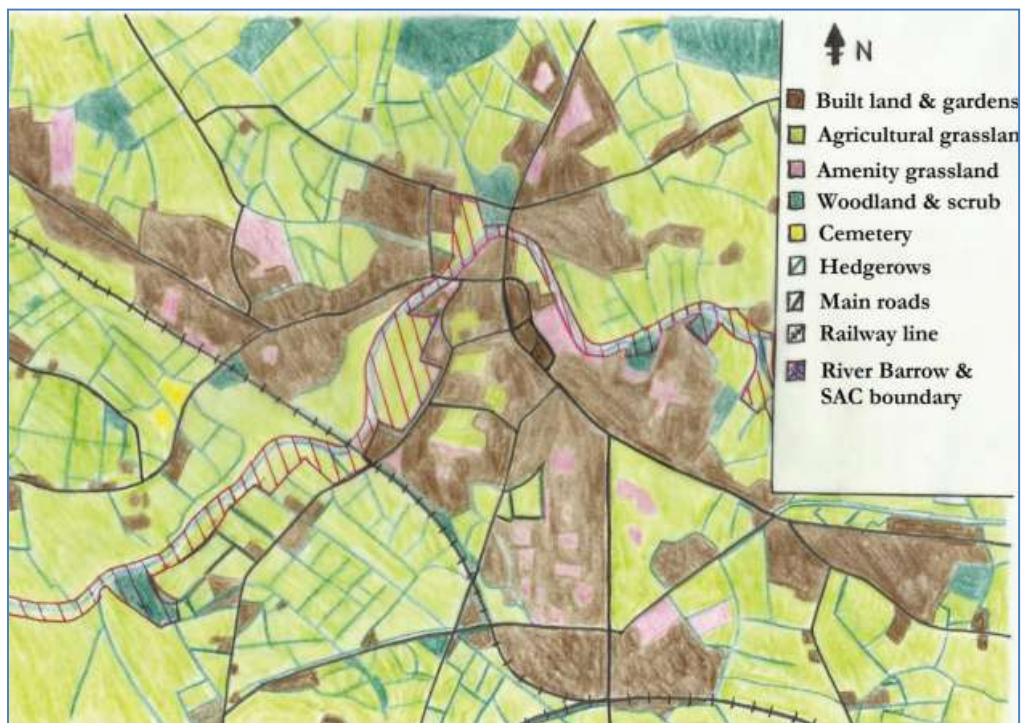 N
Built land & gardens
Agricultural grasslan
Amenity grassland
Woodland & scrub
Cemetery
Hedgerows
Main roads
Railway line
River Barrow &
SAC boundary